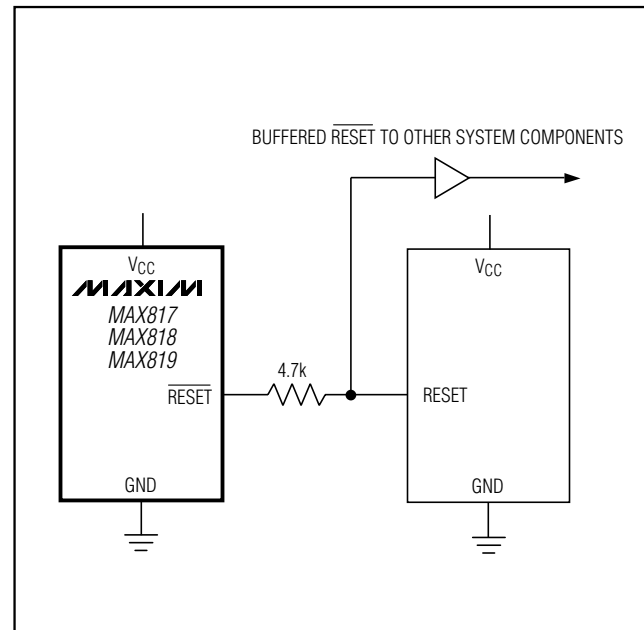 BUFFERED RESET TO OTHER SYSTEM COMPONENTS
VCC
MAXIM
MAX817
MAX818
MAX819
RESET
GND
4.7k
VCC
RESET
GND